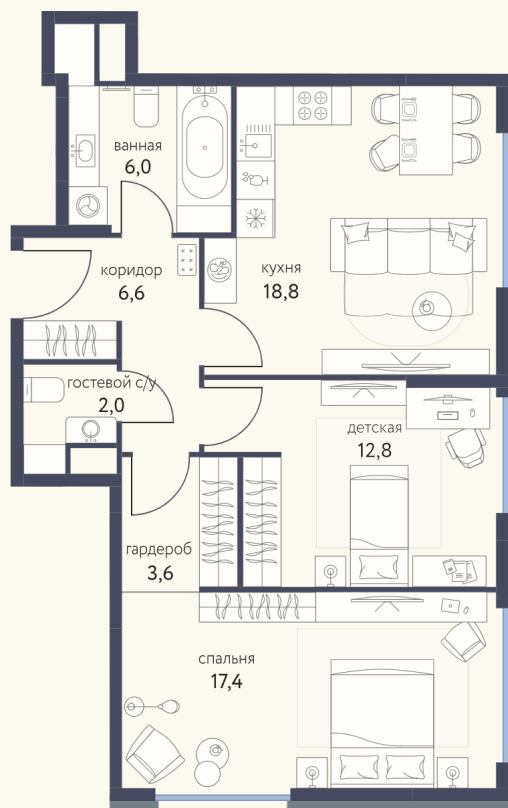 ванная
6,0
коридор
6,6
кухня
18,8
гостевой с/у
2,0
детская
12,8
гардероб
3,6
спальня
17,4